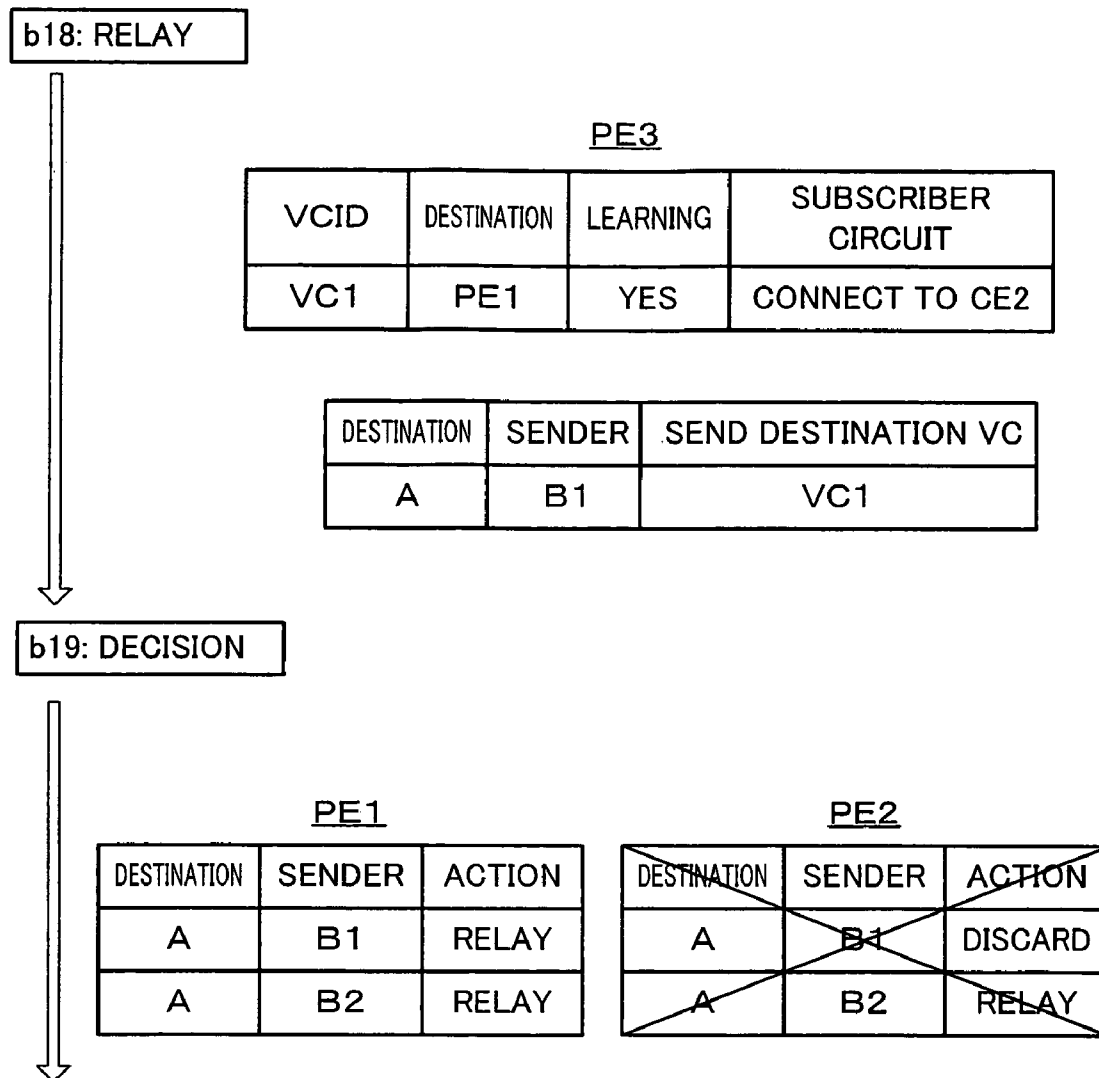 b18: RELAY
PE3
VCID DESTINATION LEARNING SUBSCRIBER CIRCUIT
VC1 PE1 YES CONNECT TO CE2
DESTINATION SENDER SEND DESTINATION VC
A B1 VC1
b19: DECISION
PE1
DESTINATION SENDER ACTION
A B1 RELAY
A B2 RELAY
PE2
DESTINATION SENDER ACTION
A B1 DISCARD
A B2 RELAY